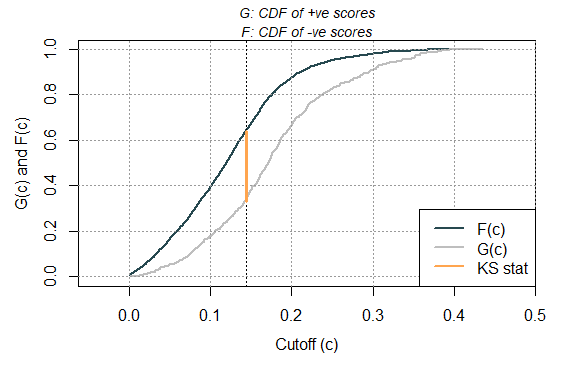 G: CDF of +ve scores
F: CDF of -ve scores
G(c) and F(c)
1.0
0.8
0.6
0.4
0.2
0.0
F(c)
G(c)
KS stat
0.0 0.1 0.2 0.3 0.4 0.5
Cutoff (c)